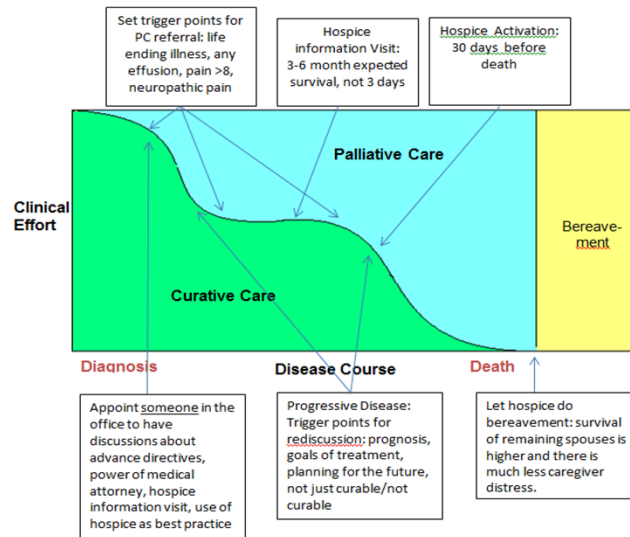 Set trigger points for
PC referral: life
ending illness, any
effusion, pain >8,
neuropathic pain
Hospice
information Visit:
3-6 month expected
survival, not 3 days
Hospice Activation:
30 days before
death
Palliative Care
Clinical
Effort
Bereave-
ment
Curative Care
Diagnosis
Disease Course
Death
Appoint someone in the
office to have
discussions about
advance directives,
power of medical
attorney, hospice
information visit, use of
hospice as best practice
Progressive Disease:
Trigger points for
rediscussion: prognosis,
goals of treatment,
planning for the future,
not just curable/not
curable
Let hospice do
bereavement: survival
of remaining spouses is
higher and there is
much less caregiver
distress.